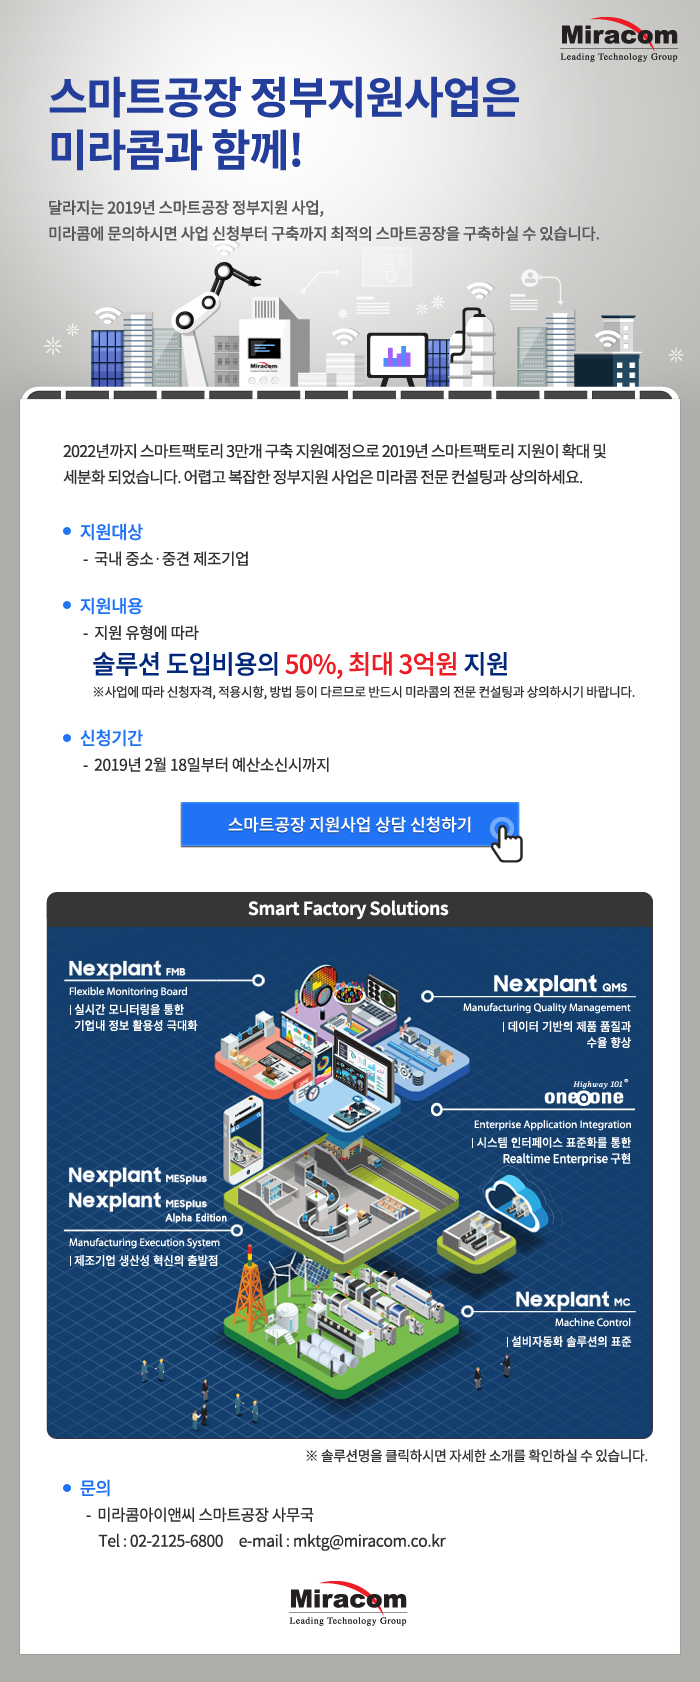 Miracom
Leading Technology Group
스마트공장 정부지원사업은
미라콤과 함께!
달라지는 2019년 스마트공장 정부지원 사업,
미라콤에 문의하시면 사업 신청부터 구축까지 최적의 스마트공장을 구축하실 수 있습니다.
Miracom
2022년까지 스마트팩토리 3만개 구축 지원예정으로 2019년 스마트팩토리 지원이 확대 및
세분화 되었습니다. 어렵고 복잡한 정부지원 사업은 미라콤 전문 컨설팅과 상의하세요.
• 지원대상
- 국내 중소·중견 제조기업
• 지원내용
- 지원 유형에 따라
솔루션 도입비용의 50%, 최대 3억원 지원
※사업에 따라 신청자격, 적용시항, 방법 등이 다르므로 반드시 미라콤의 전문 컨설팅과 상의하시기 바랍니다.
• 신청기간
- 2019년 2월 18일부터 예산소신시까지
스마트공장 지원사업 상담 신청하기
Smart Factory Solutions
Nexplant FMB
Flexible Monitoring Board
| 실시간 모니터링을 통한
기업내 정보 활용성 극대화
Nexplant QMS
Manufacturing Quality Management
| 데이터 기반의 제품 품질과
수율 향상
Highway 101®
oneoone
Enterprise Application Integration
| 시스템 인터페이스 표준화를 통한
Realtime Enterprise 구현
Nexplant MESplus
Nexplant MESplus
Alpha Edition
Manufacturing Execution System
| 제조기업 생산성 혁신의 출발점
Nexplant MC
Machine Control
| 설비자동화 솔루션의 표준
※ 솔루션명을 클릭하시면 자세한 소개를 확인하실 수 있습니다.
• 문의
- 미라콤아이앤씨 스마트공장 사무국
Tel : 02-2125-6800 e-mail : mktg@miracom.co.kr
Miracom
Leading Technology Group